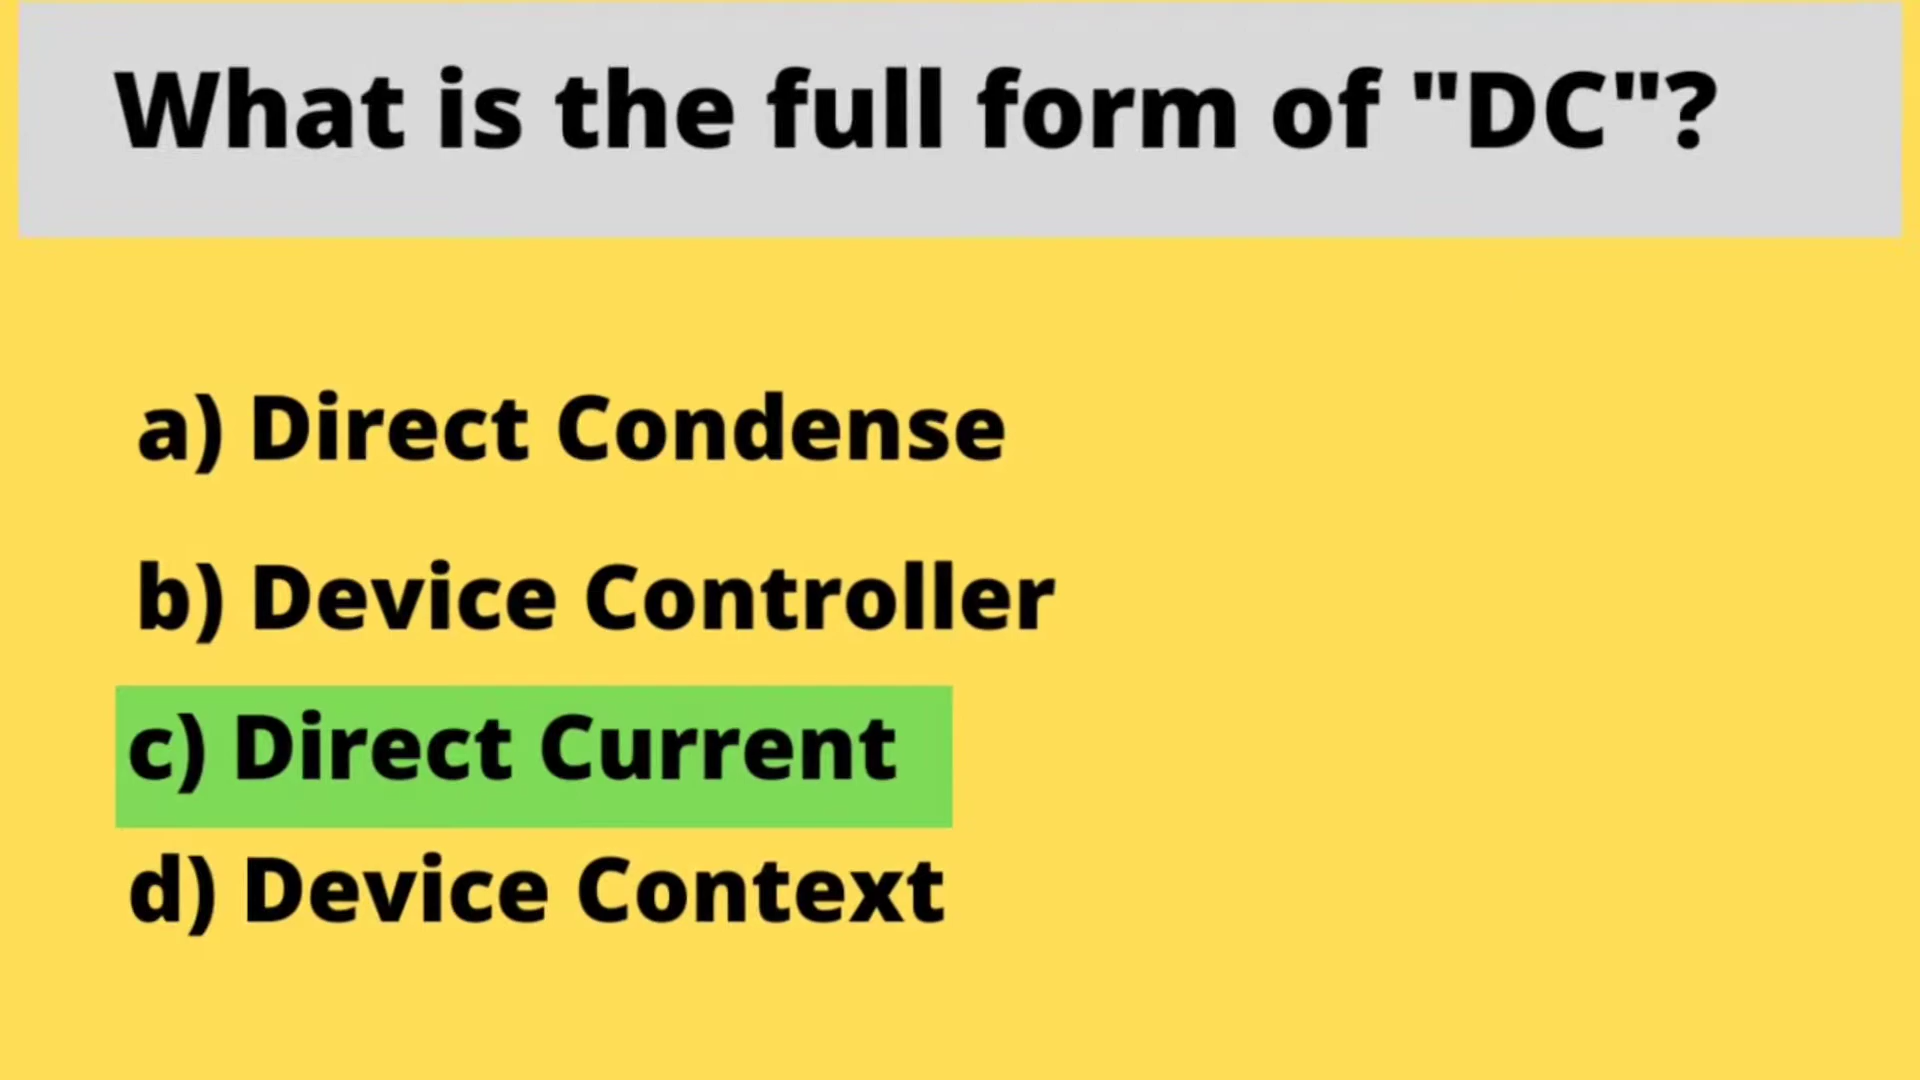 What is the full form of "DC"?
a) Direct Condense
b) Device Controller
c) Direct Current
d) Device Context